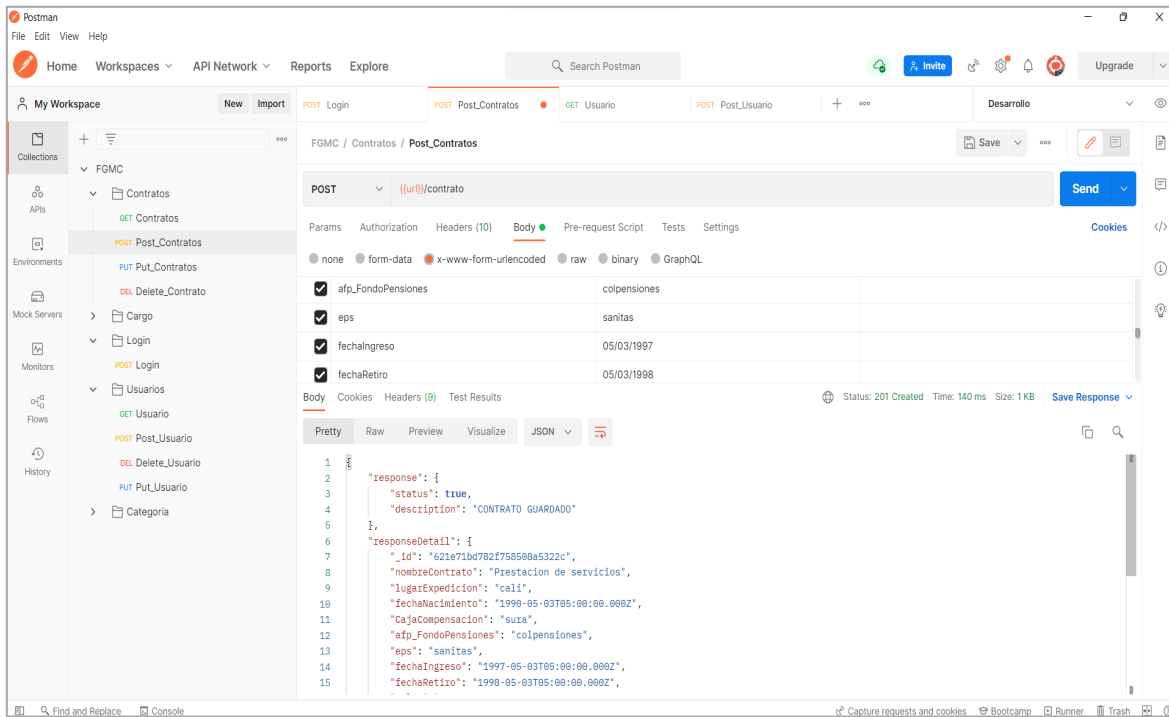 Postman
File Edit View Help
Home Workspaces API Network Reports Explore Search Postman Invite Upgrade
My Workspace New Import POST Login POST Post_Contratos GET Usuario POST Post_Usuario Desarrollo
Collections
APIs
Environments
Mock Servers
Monitors
Flows
History
FGMC
Contratos
GET Contratos
POST Post_Contratos
PUT Put_Contratos
DEL Delete_Contrato
Cargo
Login
POST Login
Usuarios
GET Usuario
POST Post_Usuario
DEL Delete_Usuario
PUT Put_Usuario
Categoria
FGMC / Contratos / Post_Contratos Save
POST {{url}}/contrato Send
Params Authorization Headers (10) Body Pre-request Script Tests Settings Cookies
none form-data x-www-form-urlencoded raw binary GraphQL
afp_FondoPensiones colpensiones
eps sanitas
fechaIngreso 05/03/1997
fechaRetiro 05/03/1998
Body Cookies Headers (9) Test Results Status: 201 Created Time: 140 ms Size: 1 KB Save Response
Pretty Raw Preview Visualize JSON
1 {
2 "response": {
3 "status": true,
4 "description": "CONTRATO GUARDADO"
5 },
6 "responseDetail": {
7 "_id": "621e71bd782f758508a5322c",
8 "nombreContrato": "Prestacion de servicios",
9 "lugarExpedicion": "cali",
10 "fechaNacimiento": "1990-05-03T05:00:00.000Z",
11 "CajaCompensacion": "sura",
12 "afp_FondoPensiones": "colpensiones",
13 "eps": "sanitas",
14 "fechaIngreso": "1997-05-03T05:00:00.000Z",
15 "fechaRetiro": "1998-05-03T05:00:00.000Z",
Find and Replace Console Capture requests and cookies Bootcamp Runner Trash